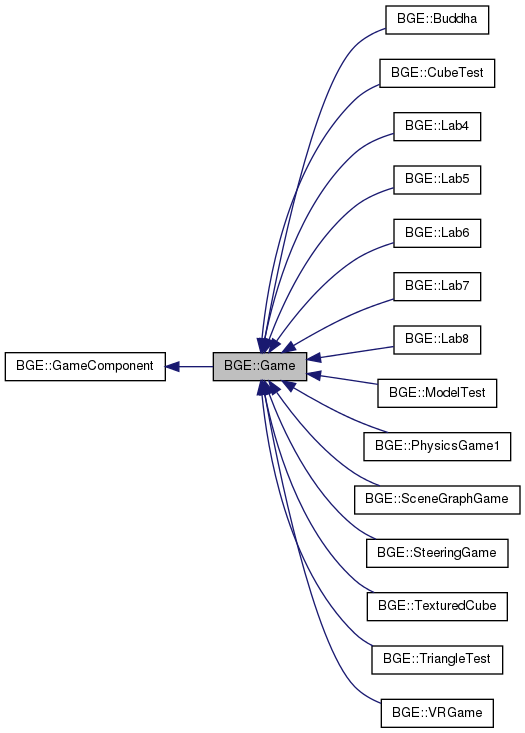 BGE::Buddha
BGE::CubeTest
BGE::Lab4
BGE::Lab5
BGE::Lab6
BGE::Lab7
BGE::Lab8
BGE::GameComponent
BGE::Game
BGE::ModelTest
BGE::PhysicsGame1
BGE::SceneGraphGame
BGE::SteeringGame
BGE::TexturedCube
BGE::TriangleTest
BGE::VRGame